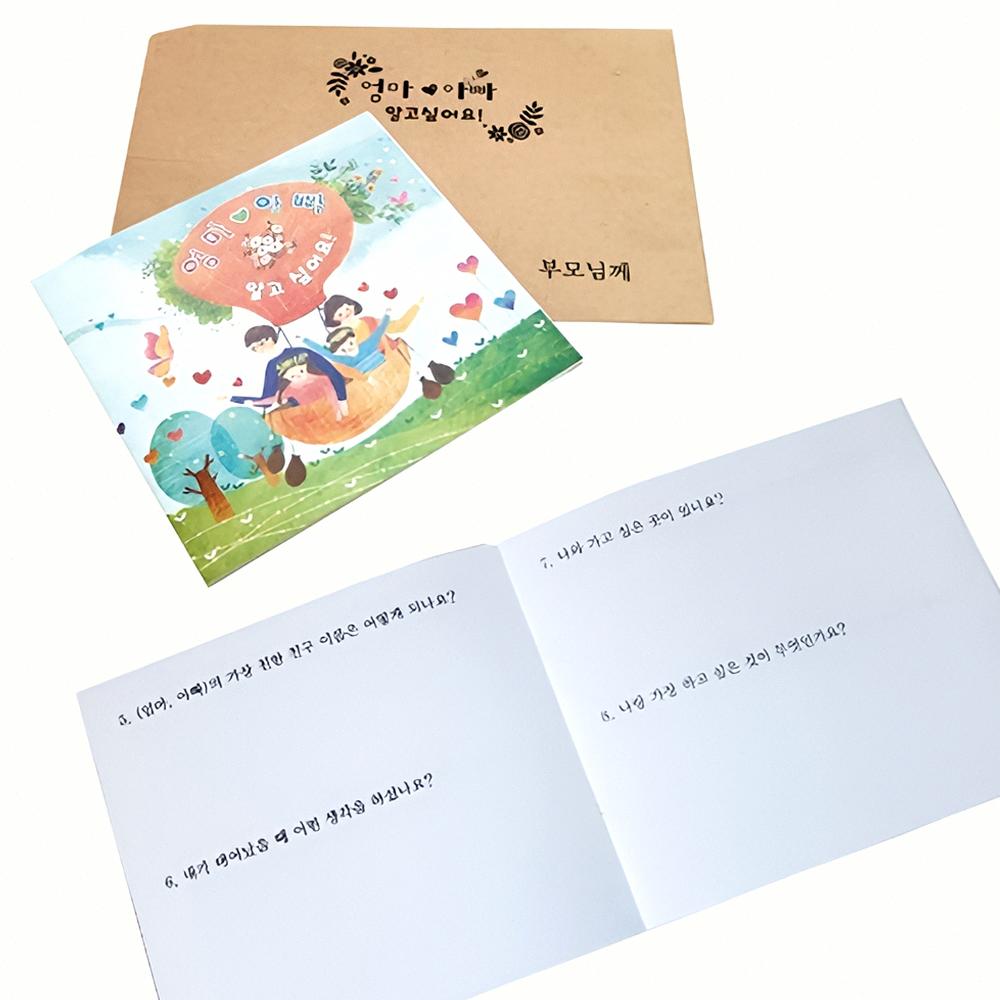 엄마 아빠
알고싶어요!
부모님께
엄마 아빠
알고 싶어요!
5. (엄마, 아빠)의 가장 친한 친구 이름은 어떻게 되나요?
6. 내가 태어났을 때 어떤 생각을 하셨나요?
7. 나와 가고 싶은 곳이 있나요?
8. 나랑 가장 하고 싶은 것이 무엇인가요?